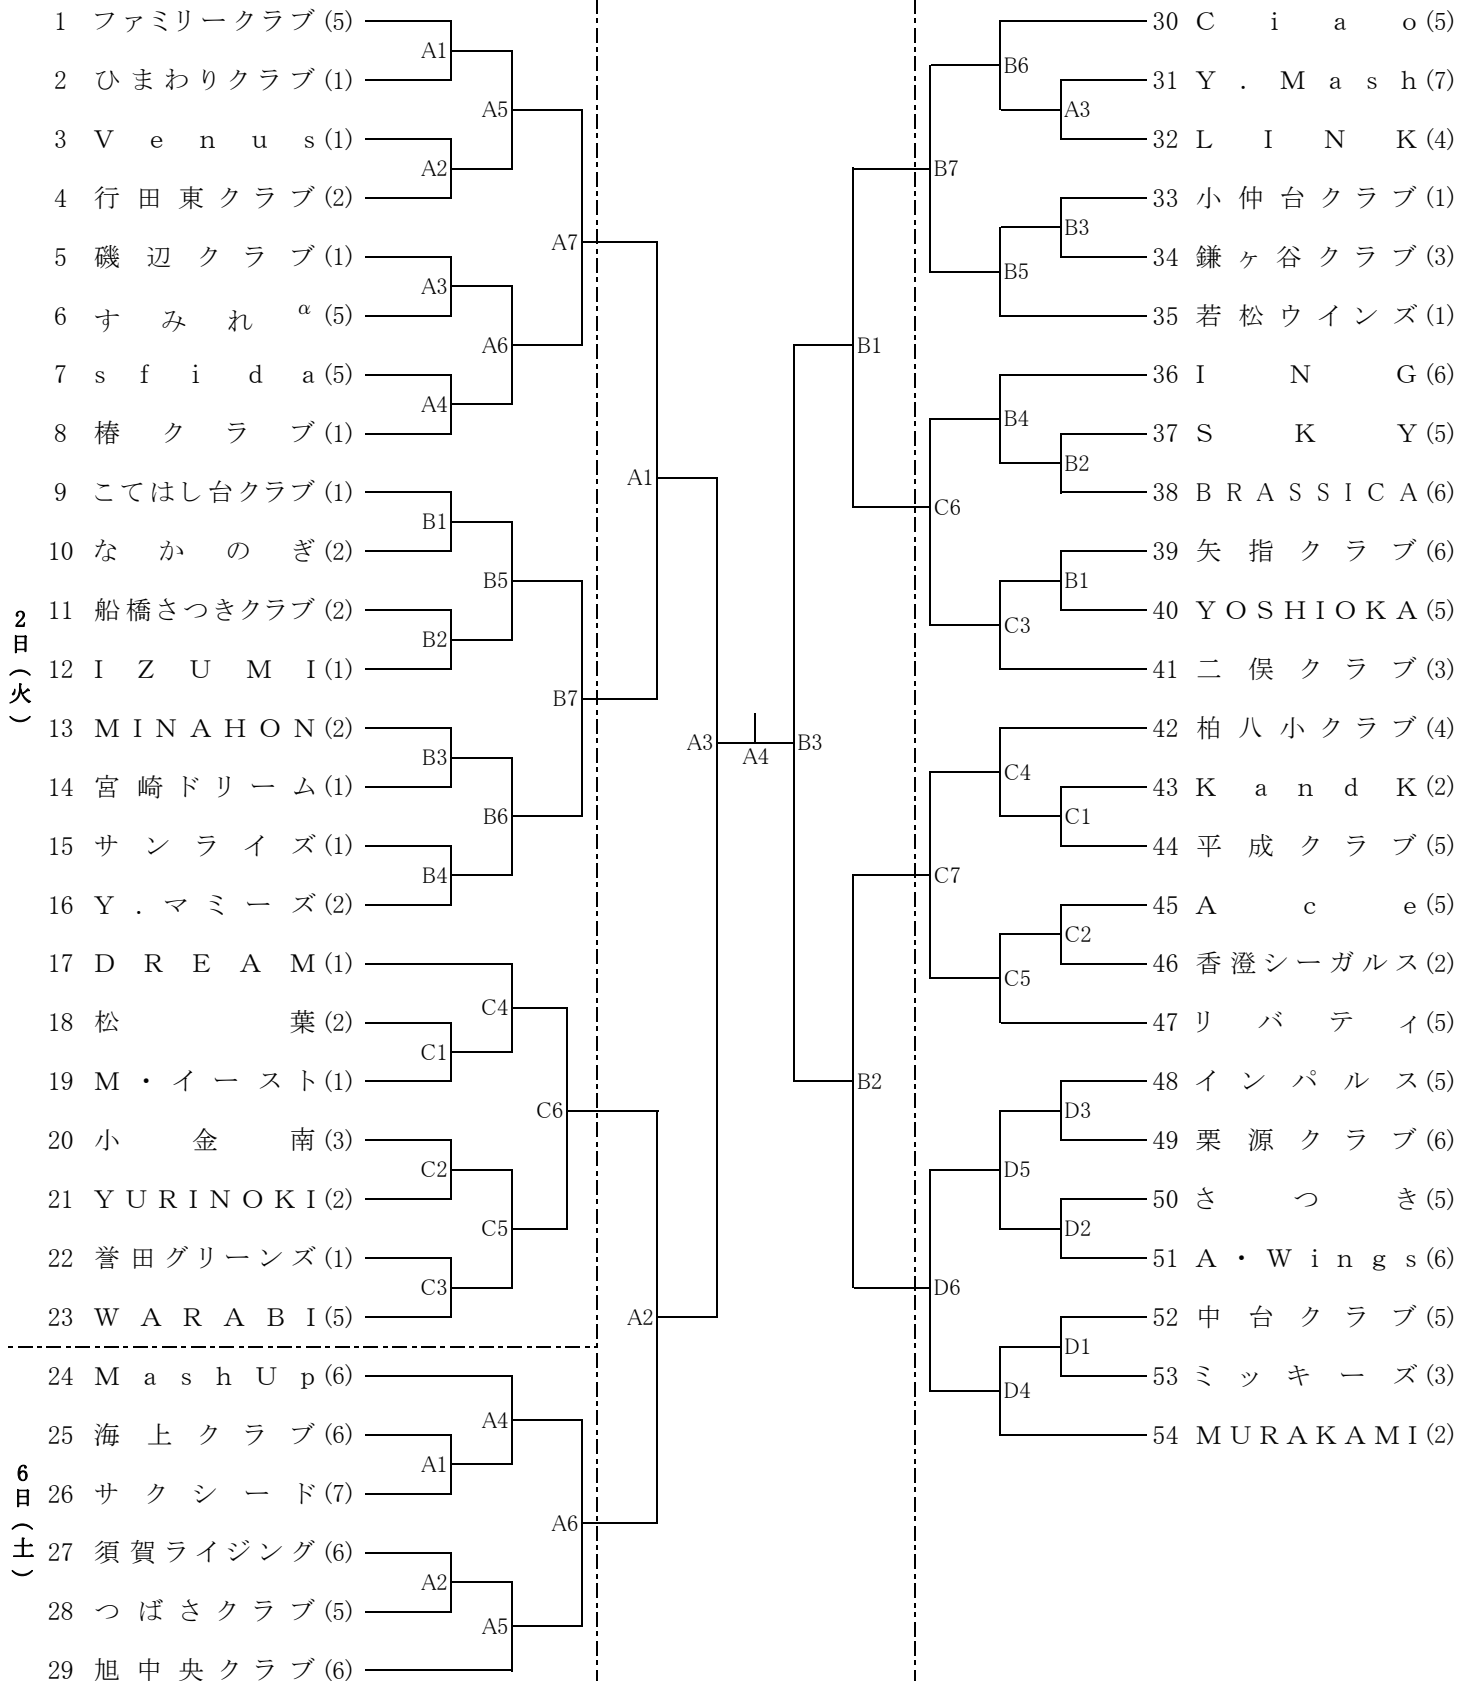 1 ファミリークラブ (5)
2 ひまわりクラブ (1)
3 Venus (1)
4 行田東クラブ (2)
5 磯辺クラブ (1)
6 すみれα (5)
7 sfida (5)
8 椿クラブ (1)
9 こてはし台クラブ (1)
10 なかのぎ (2)
11 船橋さつきクラブ (2)
12 IZUMI (1)
13 MINAHON (2)
14 宮崎ドリーム (1)
15 サンライズ (1)
16 Y.マミーズ (2)
17 DREAM (1)
18 松葉 (2)
19 M・イースト (1)
20 小金南 (3)
21 YURINOKI (2)
22 誉田グリーンズ (1)
23 WARABI (5)
24 MashUp (6)
25 海上クラブ (6)
26 サクシード (7)
27 須賀ライジング (6)
28 つばさクラブ (5)
29 旭中央クラブ (6)
2日(火)
6日(土)
A1
A2
A3
A4
B1
B2
B3
B4
C1
C2
C3
A1
A2
A5
A6
B5
B6
C4
C5
A4
A5
A7
B7
C6
A6
A1
A2
A3
A4
B3
B1
B2
B7
C6
C7
D6
B6
B5
B4
C3
C4
C5
D5
D4
A3
B3
B2
B1
C1
C2
D3
D2
D1
30 Ciao (5)
31 Y.Mash (7)
32 LINK (4)
33 小仲台クラブ (1)
34 鎌ヶ谷クラブ (3)
35 若松ウインズ (1)
36 ING (6)
37 SKY (5)
38 BRASSICA (6)
39 矢指クラブ (6)
40 YOSHIOKA (5)
41 二俣クラブ (3)
42 柏八小クラブ (4)
43 KandK (2)
44 平成クラブ (5)
45 Ace (5)
46 香澄シーガルス (2)
47 リバティ (5)
48 インパルス (5)
49 栗源クラブ (6)
50 さつき (5)
51 A・Wings (6)
52 中台クラブ (5)
53 ミッキーズ (3)
54 MURAKAMI (2)